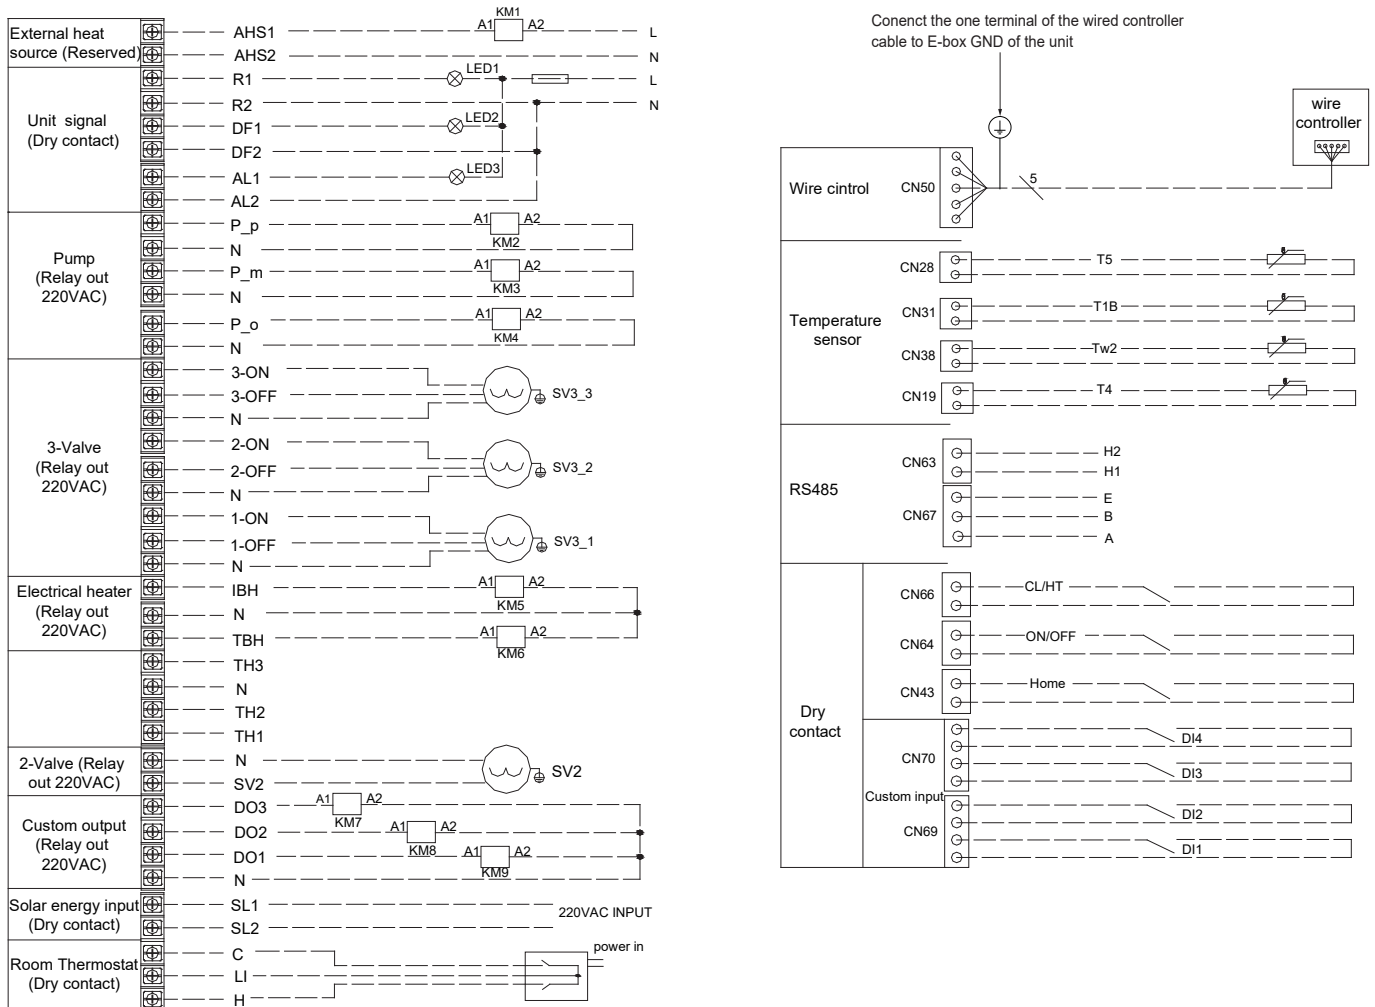 External heat
source (Reserved)
AHS1
A1
KM1
A2
L
AHS2
N
Unit signal
(Dry contact)
R1
LED1
L
R2
N
DF1
LED2
DF2
AL1
LED3
AL2
Pump
(Relay out
220VAC)
P_p
A1
A2
KM2
N
P_m
A1
A2
KM3
N
P_o
A1
A2
KM4
N
3-Valve
(Relay out
220VAC)
3-ON
3-OFF
SV3_3
N
2-ON
2-OFF
SV3_2
N
1-ON
1-OFF
SV3_1
N
Electrical heater
(Relay out
220VAC)
IBH
A1
A2
KM5
N
TBH
A1
A2
KM6
TH3
N
TH2
TH1
2-Valve (Relay
out 220VAC)
N
SV2
SV2
Custom output
(Relay out
220VAC)
DO3
A1
A2
KM7
DO2
A1
A2
KM8
DO1
A1
A2
KM9
N
Solar energy input
(Dry contact)
SL1
SL2
220VAC INPUT
Room Thermostat
(Dry contact)
C
LI
H
power in
Conenct the one terminal of the wired controller
cable to E-box GND of the unit
wire
controller
Wire cintrol
CN50
5
Temperature
sensor
CN28
T5
CN31
T1B
CN38
Tw2
CN19
T4
RS485
CN63
H2
H1
CN67
E
B
A
Dry
contact
CN66
CL/HT
CN64
ON/OFF
CN43
Home
Custom input
CN70
DI4
DI3
CN69
DI2
DI1